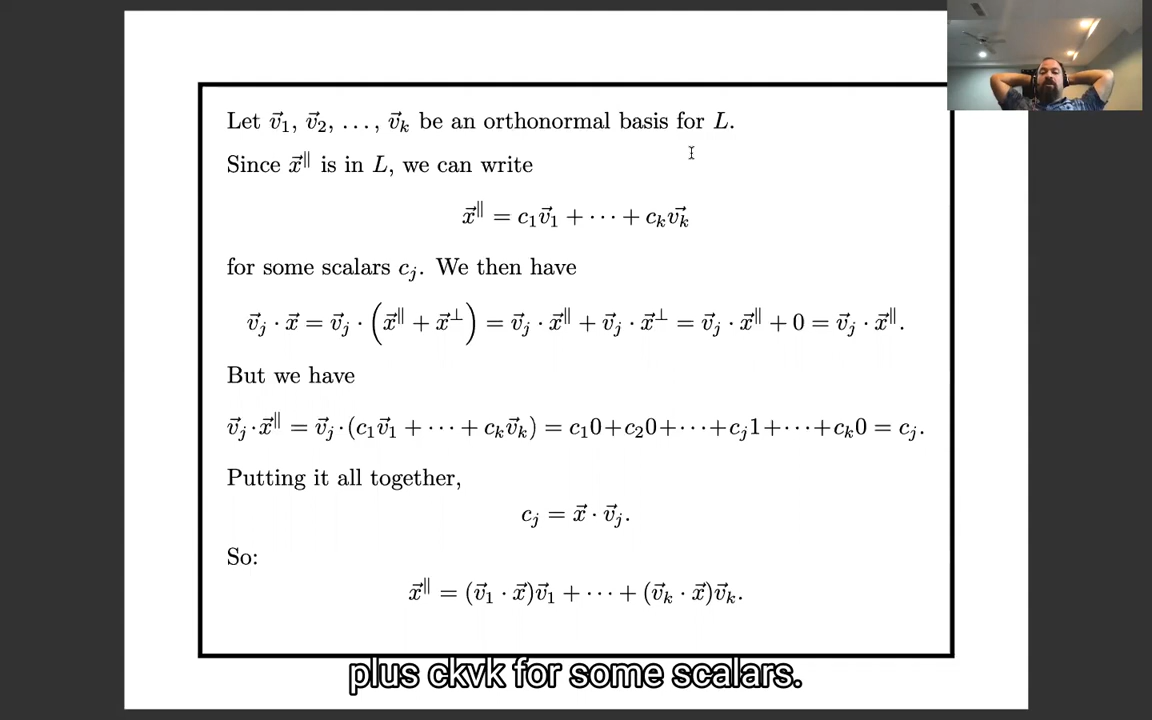 Let v⃗₁, v⃗₂, …, v⃗ₖ be an orthonormal basis for L.
Since x⃗^∥ is in L, we can write
x⃗^∥ = c₁v⃗₁ + ⋯ + cₖv⃗ₖ
for some scalars cⱼ. We then have
v⃗ⱼ · x⃗ = v⃗ⱼ · (x⃗^∥ + x⃗^⊥) = v⃗ⱼ · x⃗^∥ + v⃗ⱼ · x⃗^⊥ = v⃗ⱼ · x⃗^∥ + 0 = v⃗ⱼ · x⃗^∥.
But we have
v⃗ⱼ · x⃗^∥ = v⃗ⱼ · (c₁v⃗₁ + ⋯ + cₖv⃗ₖ) = c₁0 + c₂0 + ⋯ + cⱼ1 + ⋯ + cₖ0 = cⱼ.
Putting it all together,
cⱼ = x⃗ · v⃗ⱼ.
So:
x⃗^∥ = (v⃗₁ · x⃗)v⃗₁ + ⋯ + (v⃗ₖ · x⃗)v⃗ₖ.
plus ckvk for some scalars.